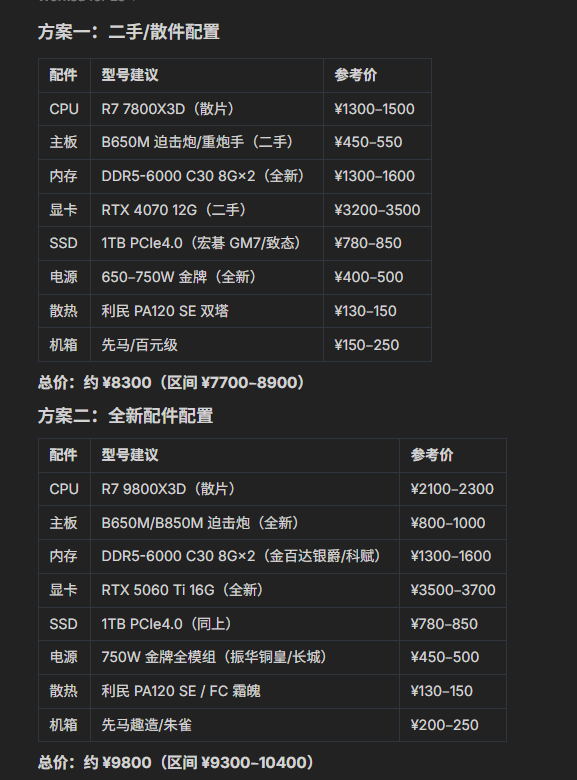 方案一：二手/散件配置
配件 型号建议 参考价
CPU R7 7800X3D（散片） ¥1300–1500
主板 B650M 迫击炮/重炮手（二手） ¥450–550
内存 DDR5-6000 C30 8G×2（全新） ¥1300–1600
显卡 RTX 4070 12G（二手） ¥3200–3500
SSD 1TB PCIe4.0（宏碁 GM7/致态） ¥780–850
电源 650–750W 金牌（全新） ¥400–500
散热 利民 PA120 SE 双塔 ¥130–150
机箱 先马/百元级 ¥150–250
总价：约 ¥8300（区间 ¥7700–8900）
方案二：全新配件配置
配件 型号建议 参考价
CPU R7 9800X3D（散片） ¥2100–2300
主板 B650M/B850M 迫击炮（全新） ¥800–1000
内存 DDR5-6000 C30 8G×2（金百达银爵/科赋） ¥1300–1600
显卡 RTX 5060 Ti 16G（全新） ¥3500–3700
SSD 1TB PCIe4.0（同上） ¥780–850
电源 750W 金牌全模组（振华铜皇/长城） ¥450–500
散热 利民 PA120 SE / FC 霜魄 ¥130–150
机箱 先马趣造/朱雀 ¥200–250
总价：约 ¥9800（区间 ¥9300–10400）